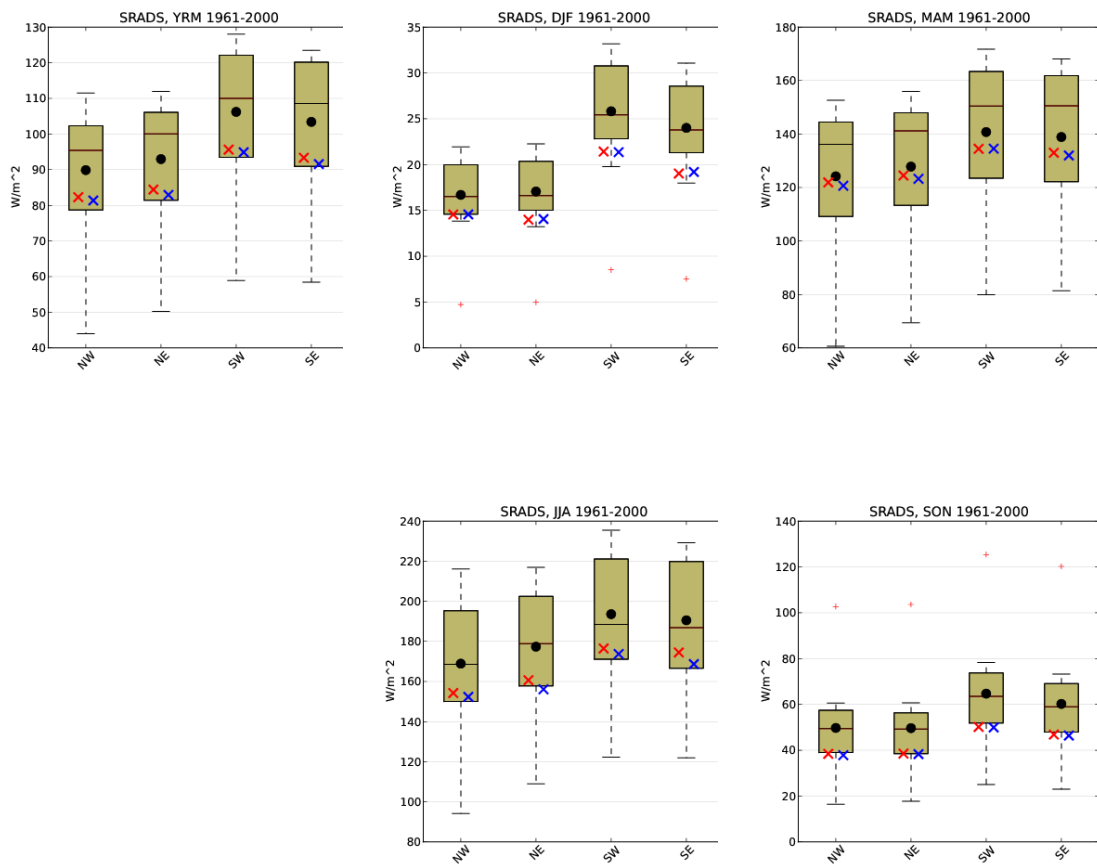 SRADS, YRM 1961-2000
W/m^2
130
120
110
100
90
80
70
60
50
40
NW
NE
SW
SE
SRADS, DJF 1961-2000
W/m^2
35
30
25
20
15
10
5
0
NW
NE
SW
SE
SRADS, MAM 1961-2000
W/m^2
180
160
140
120
100
80
60
NW
NE
SW
SE
SRADS, JJA 1961-2000
W/m^2
240
220
200
180
160
140
120
100
80
NW
NE
SW
SE
SRADS, SON 1961-2000
W/m^2
140
120
100
80
60
40
20
0
NW
NE
SW
SE